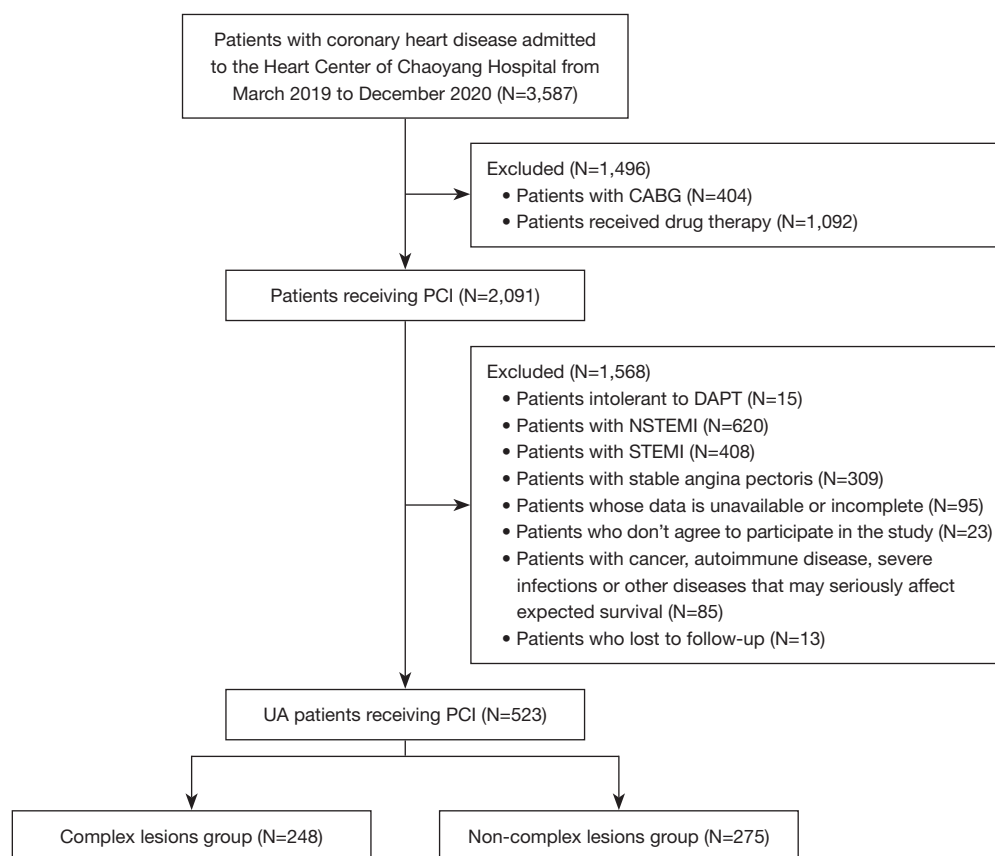 Patients with coronary heart disease admitted
to the Heart Center of Chaoyang Hospital from
March 2019 to December 2020 (N=3,587)
Excluded (N=1,496)
• Patients with CABG (N=404)
• Patients received drug therapy (N=1,092)
Patients receiving PCI (N=2,091)
Excluded (N=1,568)
• Patients intolerant to DAPT (N=15)
• Patients with NSTEMI (N=620)
• Patients with STEMI (N=408)
• Patients with stable angina pectoris (N=309)
• Patients whose data is unavailable or incomplete (N=95)
• Patients who don’t agree to participate in the study (N=23)
• Patients with cancer, autoimmune disease, severe
infections or other diseases that may seriously affect
expected survival (N=85)
• Patients who lost to follow-up (N=13)
UA patients receiving PCI (N=523)
Complex lesions group (N=248)
Non-complex lesions group (N=275)